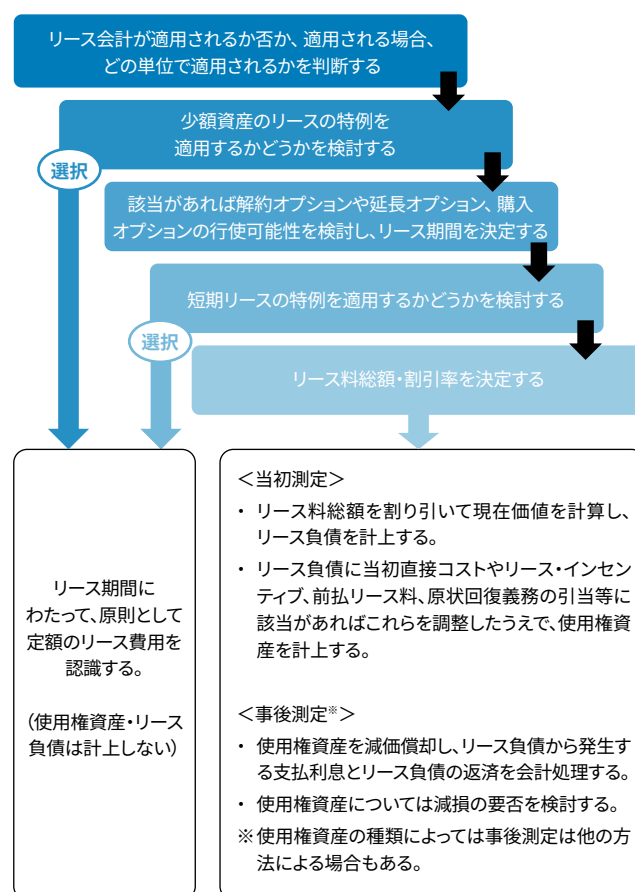 リース会計が適用されるか否か、適用される場合、
どの単位で適用されるかを判断する
少額資産のリースの特例を
適用するかどうかを検討する
選択
該当があれば解約オプションや延長オプション、購入
オプションの行使可能性を検討し、リース期間を決定する
短期リースの特例を適用するかどうかを検討する
選択
リース料総額・割引率を決定する
リース期間に
わたって、原則として
定額のリース費用を
認識する。
(使用権資産・リース
負債は計上しない)
＜当初測定＞
・ リース料総額を割り引いて現在価値を計算し、
リース負債を計上する。
・ リース負債に当初直接コストやリース・インセン
ティブ、前払リース料、原状回復義務の引当等に
該当があればこれらを調整したうえで、使用権資
産を計上する。
＜事後測定※＞
・ 使用権資産を減価償却し、リース負債から発生す
る支払利息とリース負債の返済を会計処理する。
・ 使用権資産については減損の要否を検討する。
※使用権資産の種類によっては事後測定は他の方
法による場合もある。